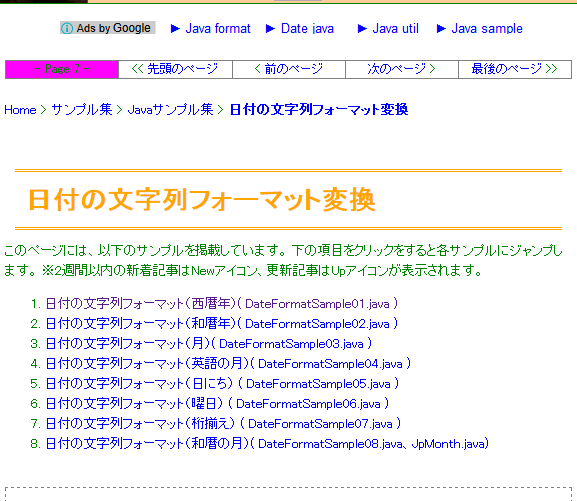 Ads by Google ► Java format ► Date java ► Java util ► Java sample
- Page 7 - << 先頭のページ < 前のページ 次のページ > 最後のページ >>
Home > サンプル集 > Javaサンプル集 > 日付の文字列フォーマット変換
日付の文字列フォーマット変換
このページには、以下のサンプルを掲載しています。下の項目をクリックをすると各サンプルにジャンプし
ます。※2週間以内の新着記事はNewアイコン、更新記事はUpアイコンが表示されます。
1. 日付の文字列フォーマット（西暦年）( DateFormatSample01.java )
2. 日付の文字列フォーマット（和暦年）( DateFormatSample02.java )
3. 日付の文字列フォーマット（月）( DateFormatSample03.java )
4. 日付の文字列フォーマット（英語の月）( DateFormatSample04.java )
5. 日付の文字列フォーマット（日にち） ( DateFormatSample05.java )
6. 日付の文字列フォーマット（曜日） ( DateFormatSample06.java )
7. 日付の文字列フォーマット（桁揃え） ( DateFormatSample07.java )
8. 日付の文字列フォーマット（和暦の月）( DateFormatSample08.java、JpMonth.java)